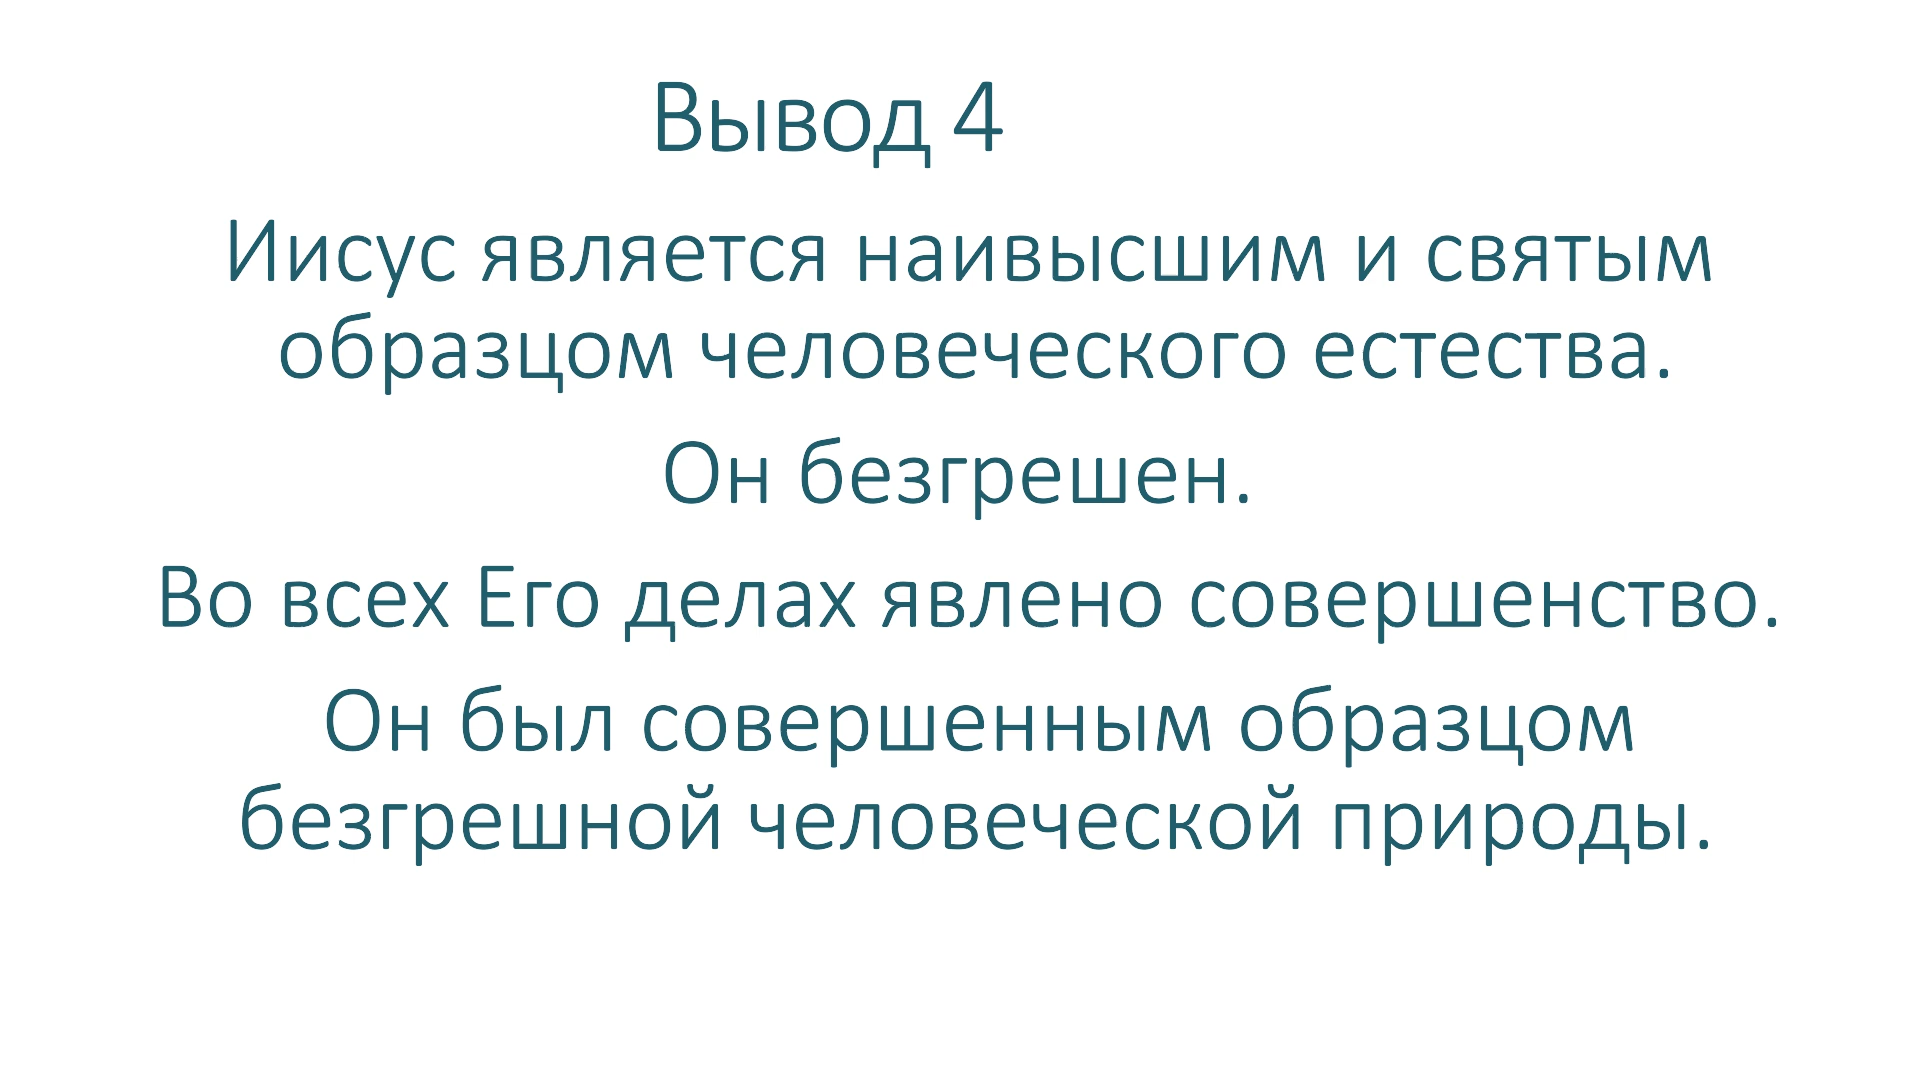 Вывод 4
Иисус является наивысшим и святым
образцом человеческого естества.
Он безгрешен.
Во всех Его делах явлено совершенство.
Он был совершенным образцом
безгрешной человеческой природы.